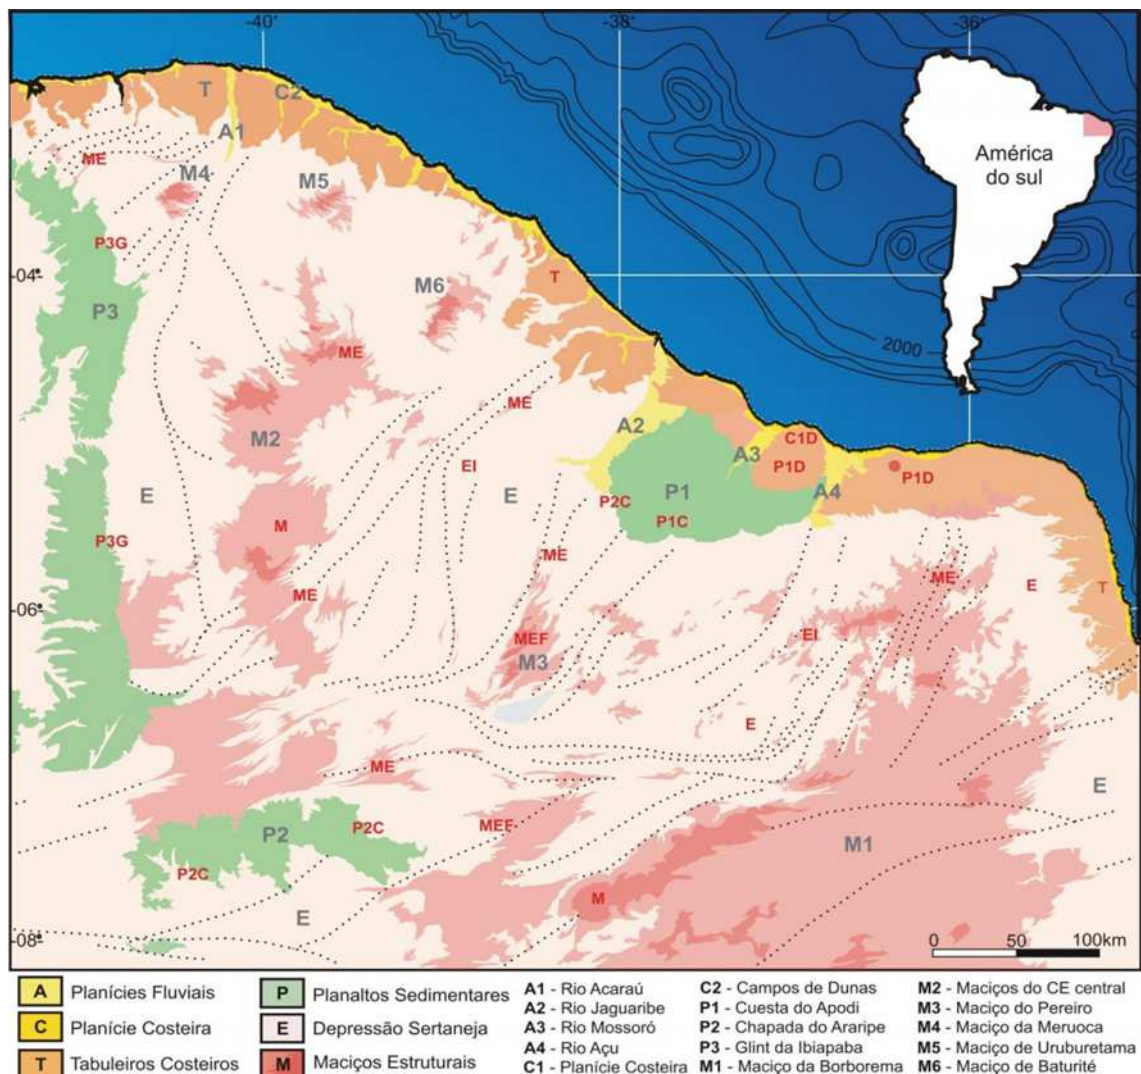 -40 -38 -36
T C2
A1
ME
M4
M5
América
do sul
P3G
04°
M6
T
P3
2000
ME
ME
A2
M2
C1D
A3
P1D
EI
P1D
E
E
P1
A4
P2C
P1C
M
P3G
ME
ME
E
ME
06°
T
EI
MEF
M3
E
ME
E
MEF
P2
P2C
M1
P2C
M
E
08°
0 50 100km
A Planícies Fluviais
C Planície Costeira
T Tabuleiros Costeiros
P Planaltos Sedimentares
E Depressão Sertaneja
M Maciços Estruturais
A1 - Rio Acaraú
A2 - Rio Jaguaribe
A3 - Rio Mossoró
A4 - Rio Açu
C1 - Planície Costeira
C2 - Campos de Dunas
P1 - Cuesta do Apodi
P2 - Chapada do Araripe
P3 - Glint da Ibiapaba
M1 - Maciço da Borborema
M2 - Maciços do CE central
M3 - Maciço do Pereiro
M4 - Maciço da Meruoca
M5 - Maciço de Uruburetama
M6 - Maciço de Baturité